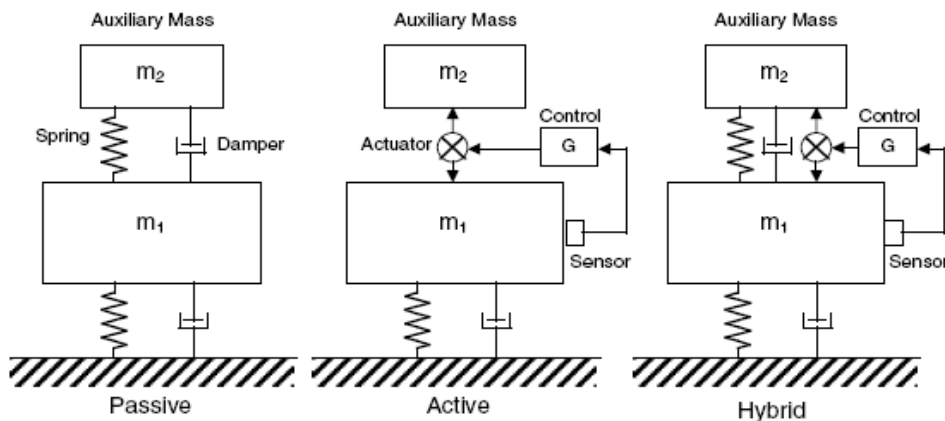 Auxiliary Mass
m₂
Spring
Damper
m₁
Passive
Auxiliary Mass
m₂
Control
Actuator
G
m₁
Sensor
Active
Auxiliary Mass
m₂
Control
G
m₁
Sensor
Hybrid